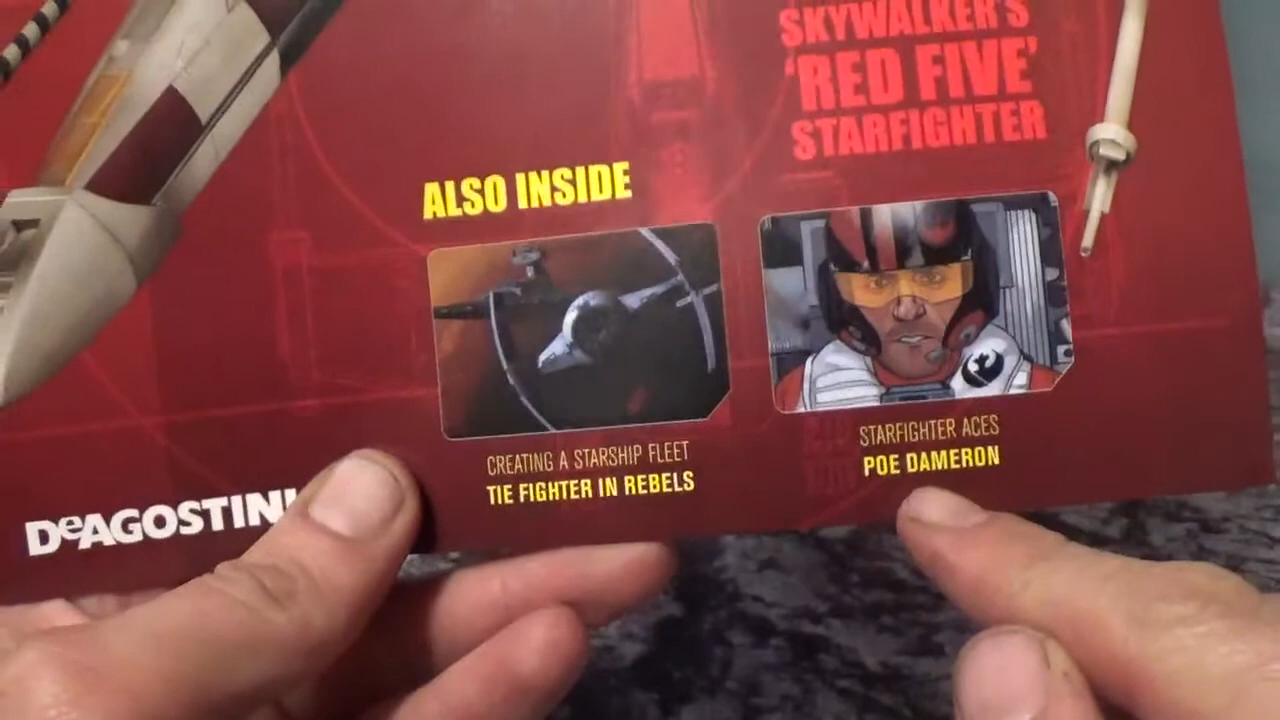 SKYWALKER'S
'RED FIVE'
STARFIGHTER
ALSO INSIDE
CREATING A STARSHIP FLEET
TIE FIGHTER IN REBELS
STARFIGHTER ACES
POE DAMERON
DeAGOSTINI